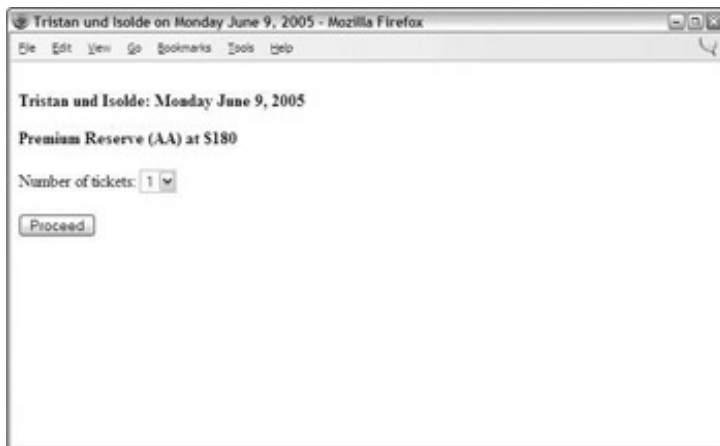 Tristan und Isolde on Monday June 9, 2005 - Mozilla Firefox
File Edit View Go Bookmarks Tools Help
Tristan und Isolde: Monday June 9, 2005
Premium Reserve (AA) at $180
Number of tickets: 1
Proceed